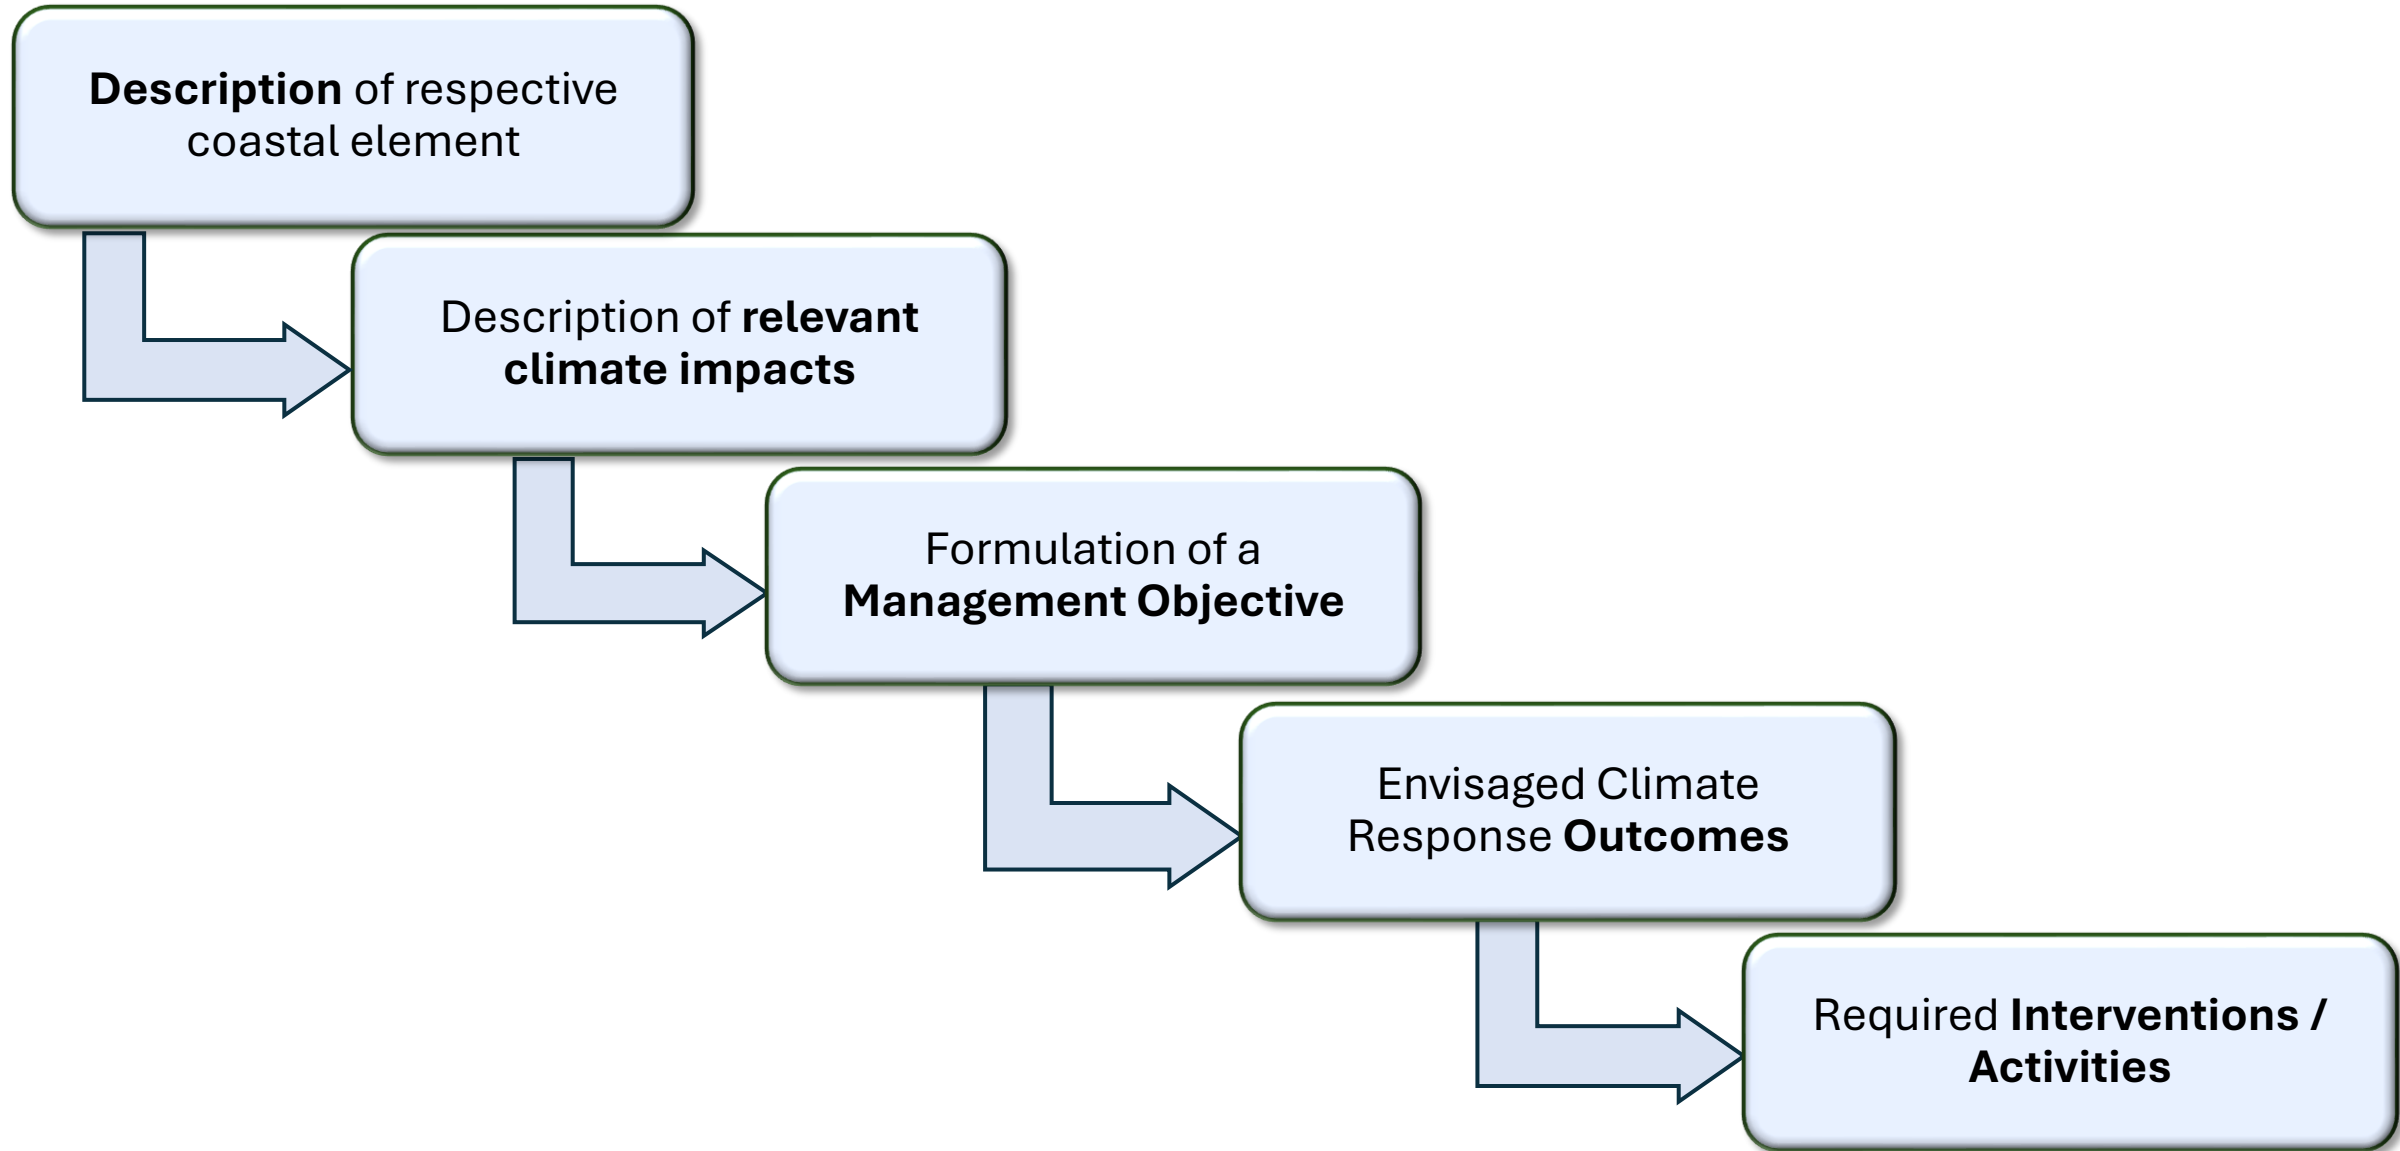 Description of respective
coastal element
Description of relevant
climate impacts
Formulation of a
Management Objective
Envisaged Climate
Response Outcomes
Required Interventions /
Activities